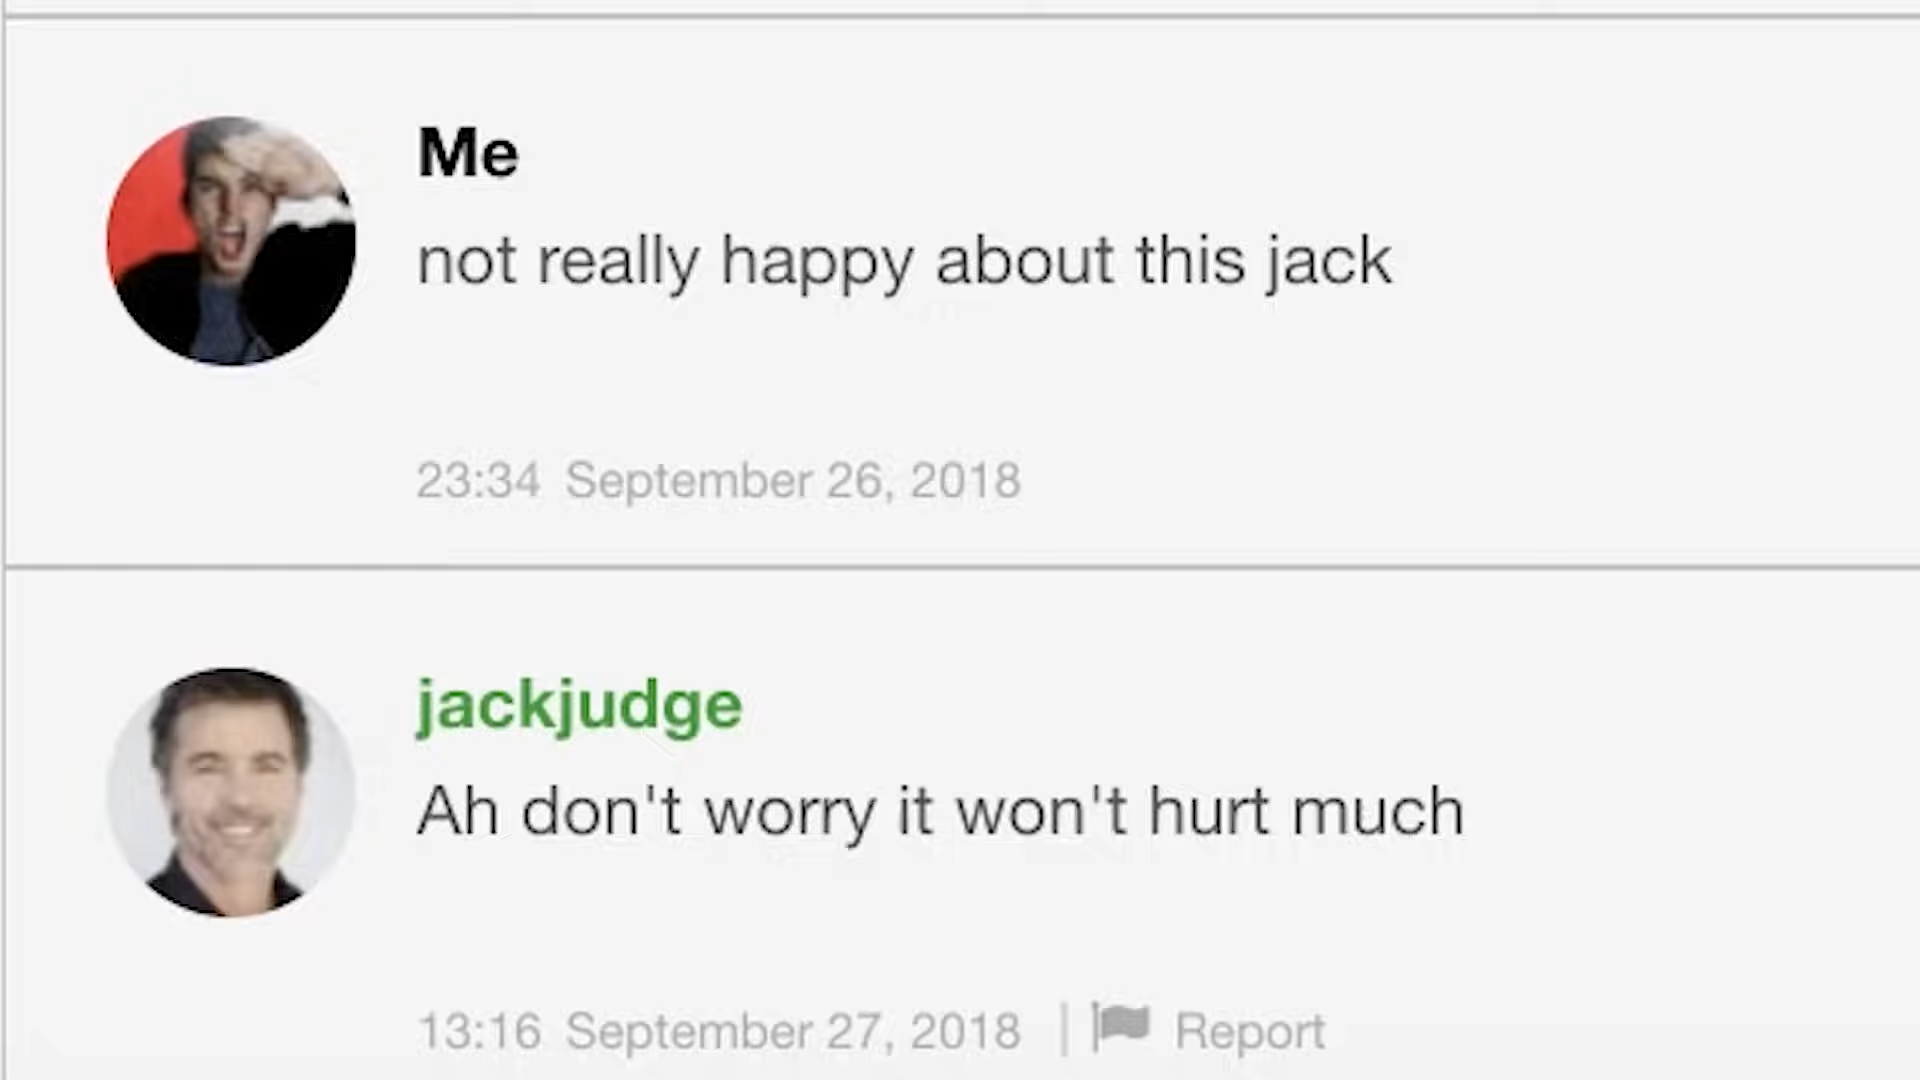 Me
not really happy about this jack
23:34 September 26, 2018
jackjudge
Ah don't worry it won't hurt much
13:16 September 27, 2018 | Report